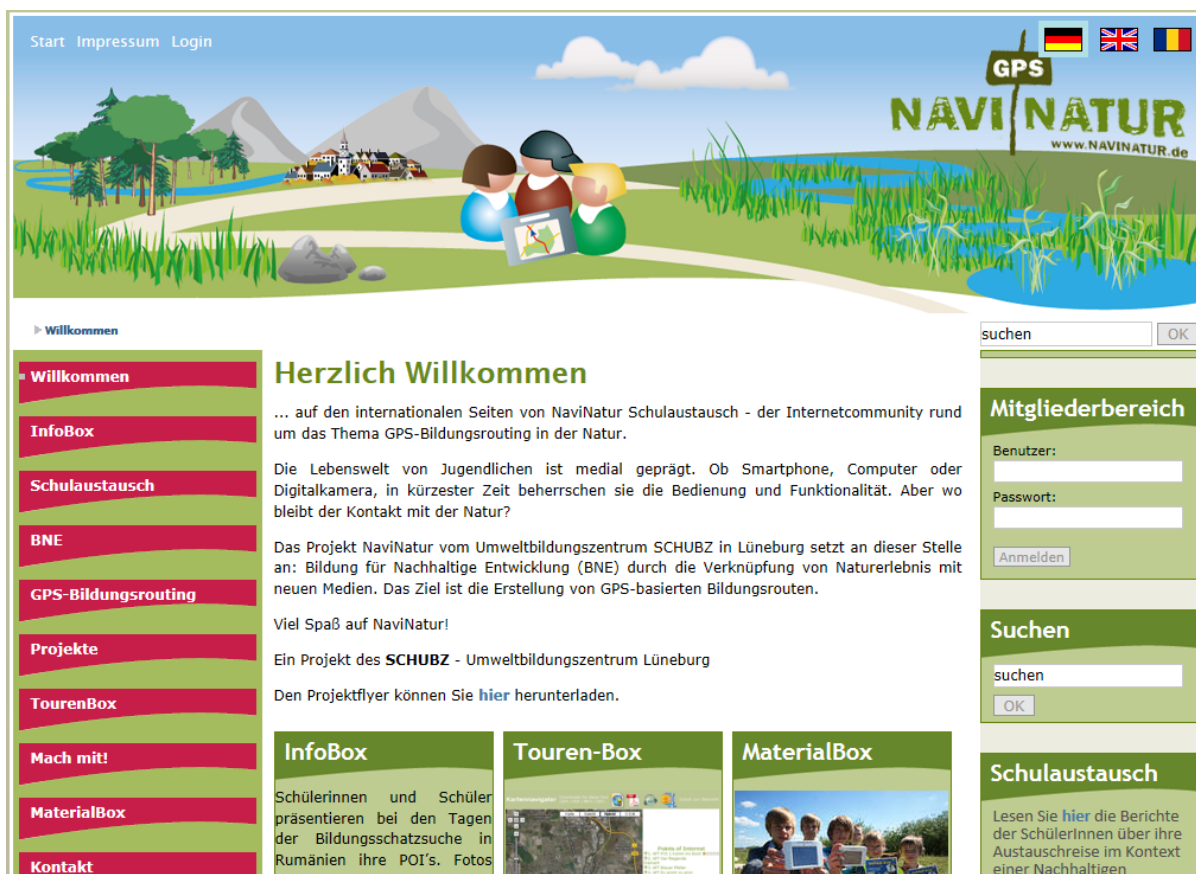 Start Impressum Login
GPS
NAVI NATUR
www.NAVINATUR.de
Willkommen
suchen
OK
Willkommen
InfoBox
Schulaustausch
BNE
GPS-Bildungsrouting
Projekte
TourenBox
Mach mit!
MaterialBox
Kontakt
Herzlich Willkommen
... auf den internationalen Seiten von NaviNatur Schulaustausch - der Internetcommunity rund
um das Thema GPS-Bildungsrouting in der Natur.
Die Lebenswelt von Jugendlichen ist medial geprägt. Ob Smartphone, Computer oder
Digitalkamera, in kürzester Zeit beherrschen sie die Bedienung und Funktionalität. Aber wo
bleibt der Kontakt mit der Natur?
Das Projekt NaviNatur vom Umweltbildungszentrum SCHUBZ in Lüneburg setzt an dieser Stelle
an: Bildung für Nachhaltige Entwicklung (BNE) durch die Verknüpfung von Naturerlebnis mit
neuen Medien. Das Ziel ist die Erstellung von GPS-basierten Bildungsrouten.
Viel Spaß auf NaviNatur!
Ein Projekt des SCHUBZ - Umweltbildungszentrum Lüneburg
Den Projektflyer können Sie hier herunterladen.
InfoBox
Schülerinnen und Schüler
präsentieren bei den Tagen
der Bildungsschatzsuche in
Rumänien ihre POI's. Fotos
Touren-Box
Kartennavigator
Points of Interest
MaterialBox
Mitgliederbereich
Benutzer:
Passwort:
Anmelden
Suchen
suchen
OK
Schulaustausch
Lesen Sie hier die Berichte
der SchülerInnen über ihre
Austauschreise im Kontext
einer Nachhaltigen